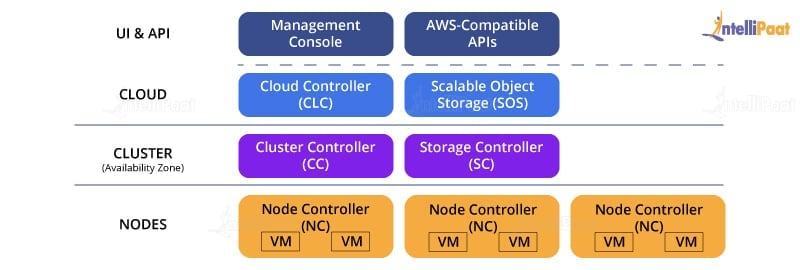 UI & API
Management
Console
AWS-Compatible
APIs
IntelliPaat
CLOUD
Cloud Controller
(CLC)
Scalable Object
Storage (SOS)
CLUSTER
(Availability Zone)
Cluster Controller
(CC)
Storage Controller
(SC)
NODES
Node Controller
(NC)
VM VM
Node Controller
(NC)
VM VM
Node Controller
(NC)
VM VM